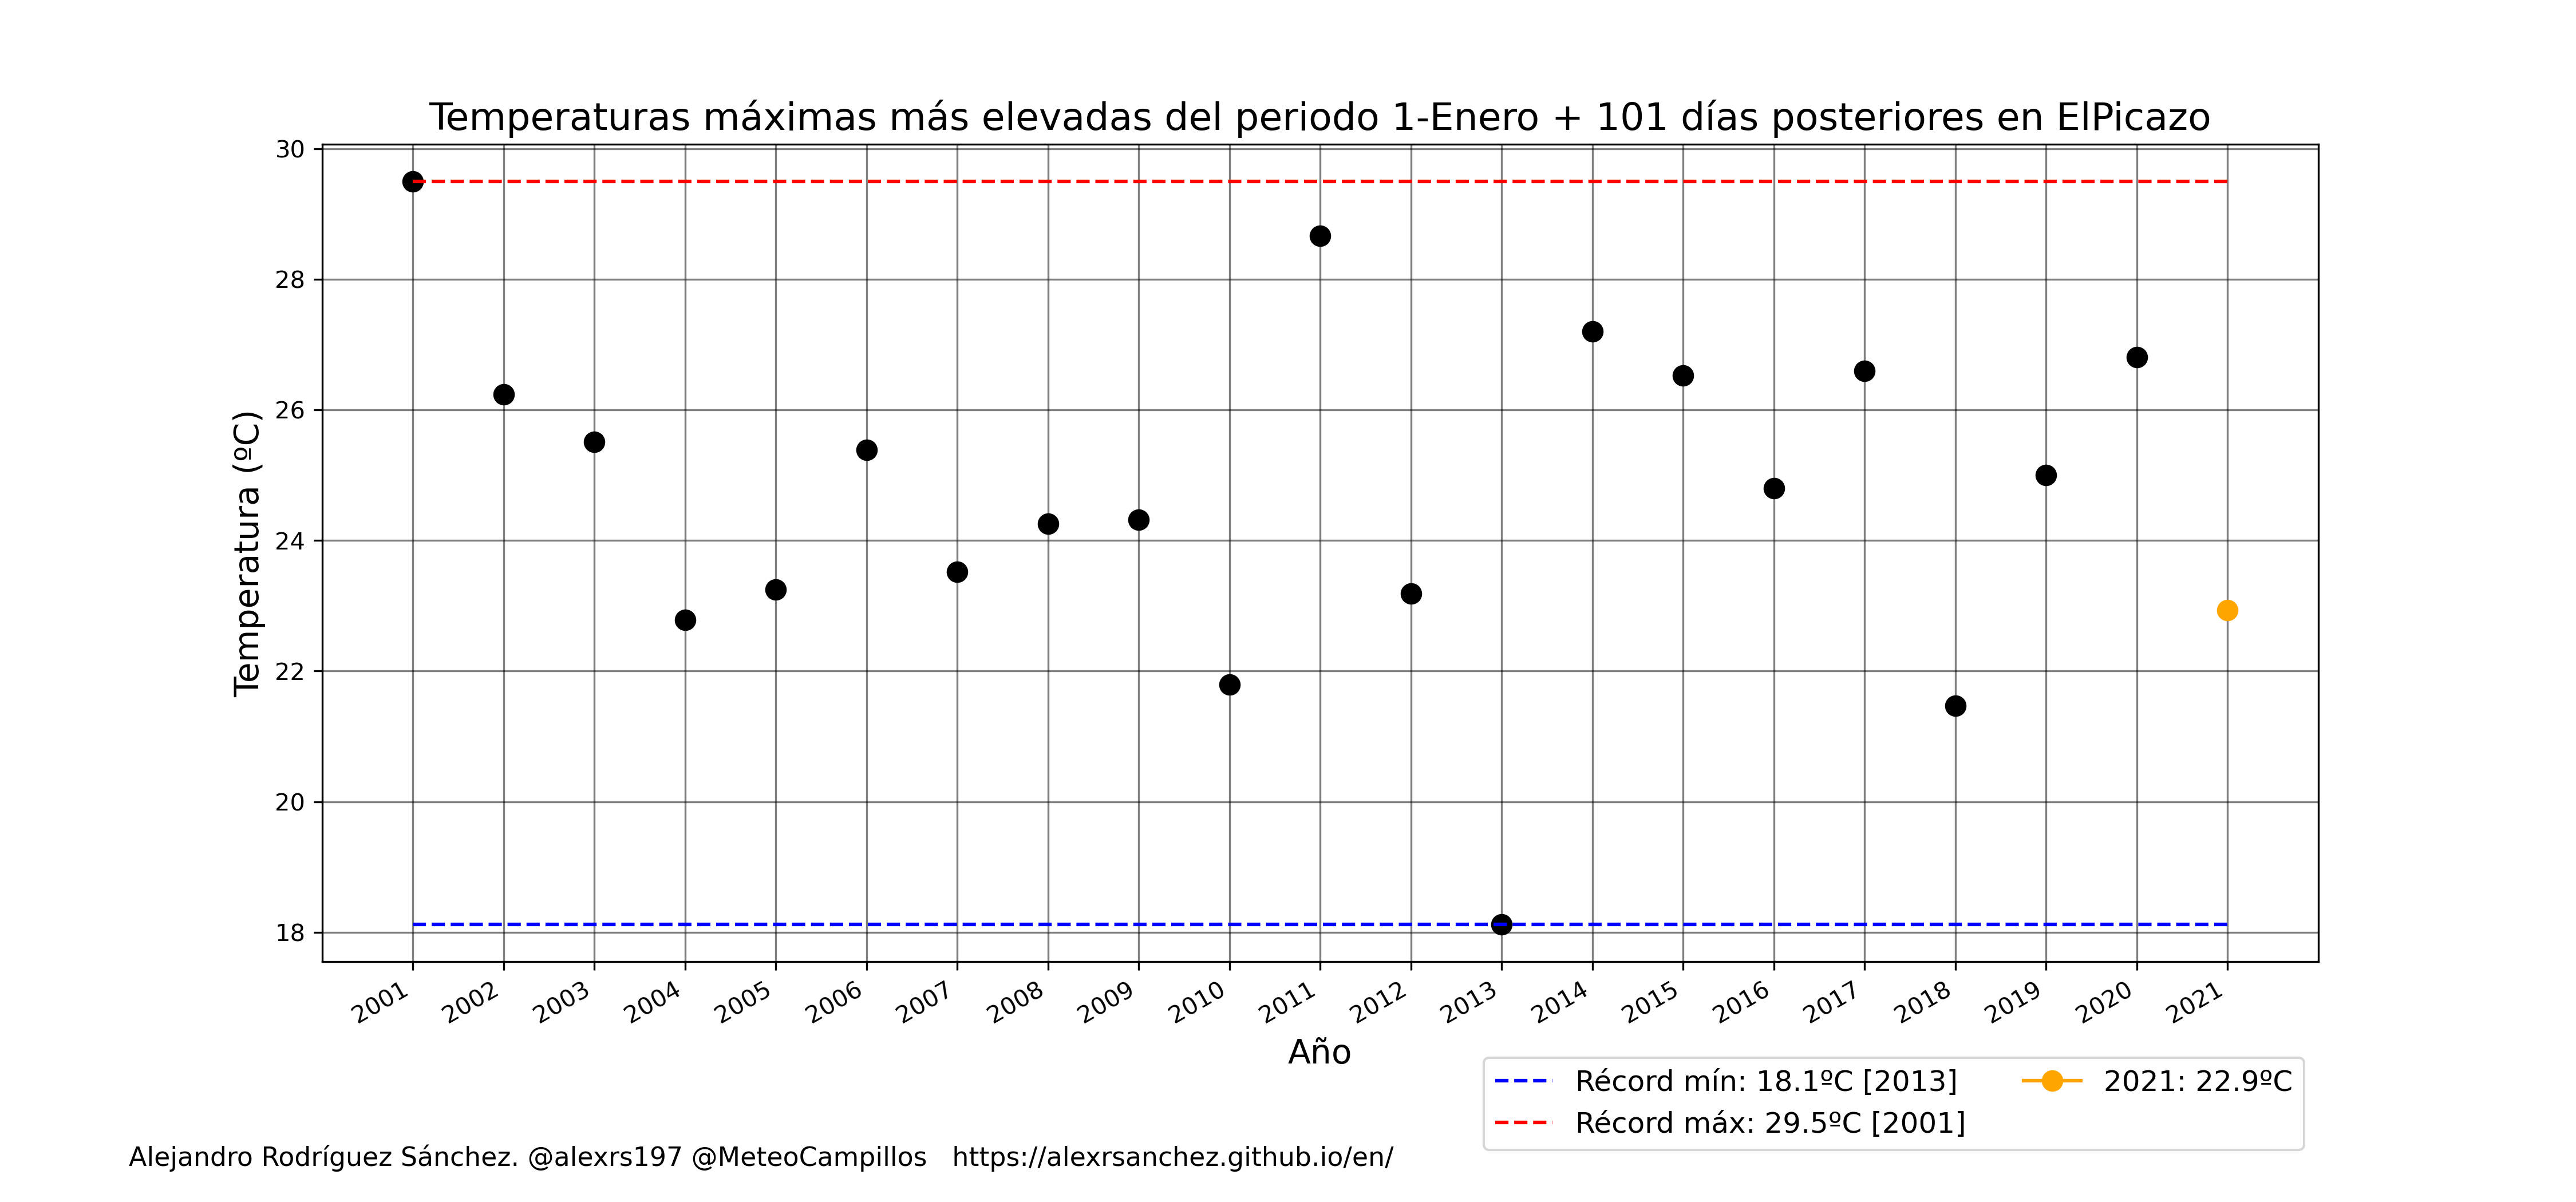 Temperaturas máximas más elevadas del periodo 1-Enero + 101 días posteriores en ElPicazo
Temperatura (ºC)
30
28
26
24
22
20
18
2001 2002 2003 2004 2005 2006 2007 2008 2009 2010 2011 2012 2013 2014 2015 2016 2017 2018 2019 2020 2021
Año
Récord mín: 18.1ºC [2013]
Récord máx: 29.5ºC [2001]
2021: 22.9ºC
Alejandro Rodríguez Sánchez. @alexrs197 @MeteoCampillos https://alexrsanchez.github.io/en/